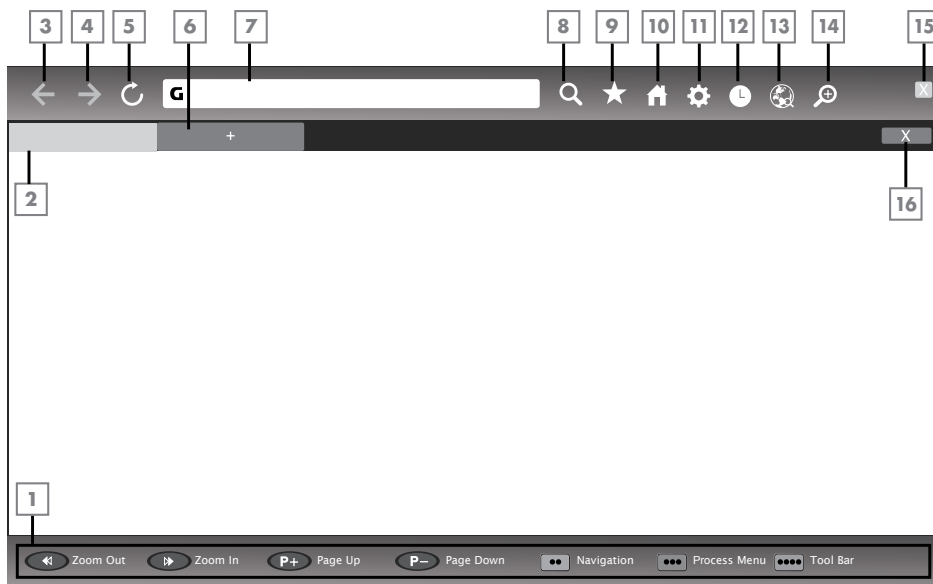 3 4 5 6 7 8 9 10 11 12 13 14 15
G X
+ X
2 16
1
Zoom Out Zoom In P+ Page Up P− Page Down Navigation Process Menu Tool Bar